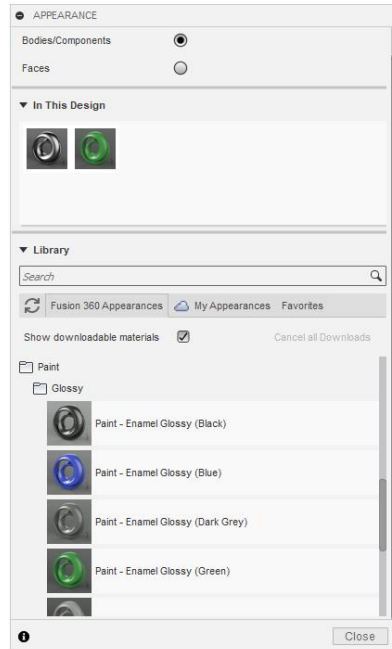 APPEARANCE
Bodies/Components
Faces
In This Design
Library
Search
Fusion 360 Appearances My Appearances Favorites
Show downloadable materials Cancel all Downloads
Paint
Glossy
Paint - Enamel Glossy (Black)
Paint - Enamel Glossy (Blue)
Paint - Enamel Glossy (Dark Grey)
Paint - Enamel Glossy (Green)
Close